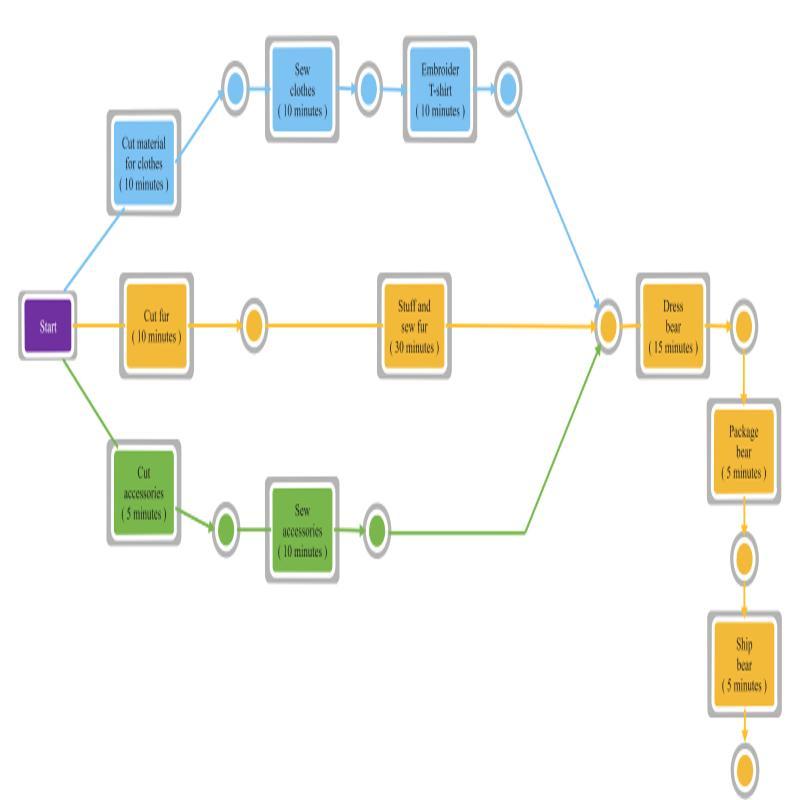 Sew
clothes
( 10 minutes )
Embroider
T-shirt
( 10 minutes )
Cut material
for clothes
( 10 minutes )
Start
Cut fur
( 10 minutes )
Stuff and
sew fur
( 30 minutes )
Dress
bear
( 15 minutes )
Package
bear
( 5 minutes )
Cut
accessories
( 5 minutes )
Sew
accessories
( 10 minutes )
Ship
bear
( 5 minutes )